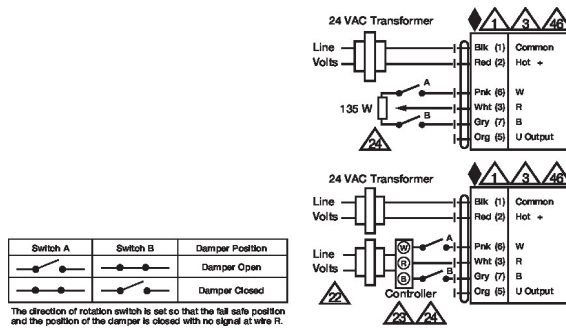 24 VAC Transformer
1 3 46
Line
Volts
Blk (1) Common
Red (2) Hot +
A
Pnk (6) W
135 W
Wht (3) R
B
Gry (7) B
Org (5) U Output
24
24 VAC Transformer
1 3 46
Line
Volts
Blk (1) Common
Red (2) Hot +
A
Line
Volts
W
Pnk (6) W
R
Wht (3) R
B
B
Gry (7) B
Org (5) U Output
22
Controller
23 24
Switch A Switch B Damper Position
Damper Open
Damper Closed
The direction of rotation switch is set so that the fail safe position
and the position of the damper is closed with no signal at wire R.